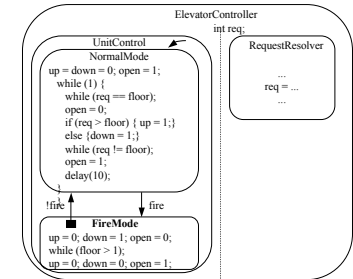 ElevatorController
int req;
UnitControl
NormalMode
up = down = 0; open = 1;
while (1) {
while (req == floor);
open = 0;
if (req > floor) { up = 1;}
else {down = 1;}
while (req != floor);
open = 1;
delay(10);
}
}
!fire
fire
FireMode
up = 0; down = 1; open = 0;
while (floor > 1);
up = 0; down = 0; open = 1;
RequestResolver
...
req = ...
...